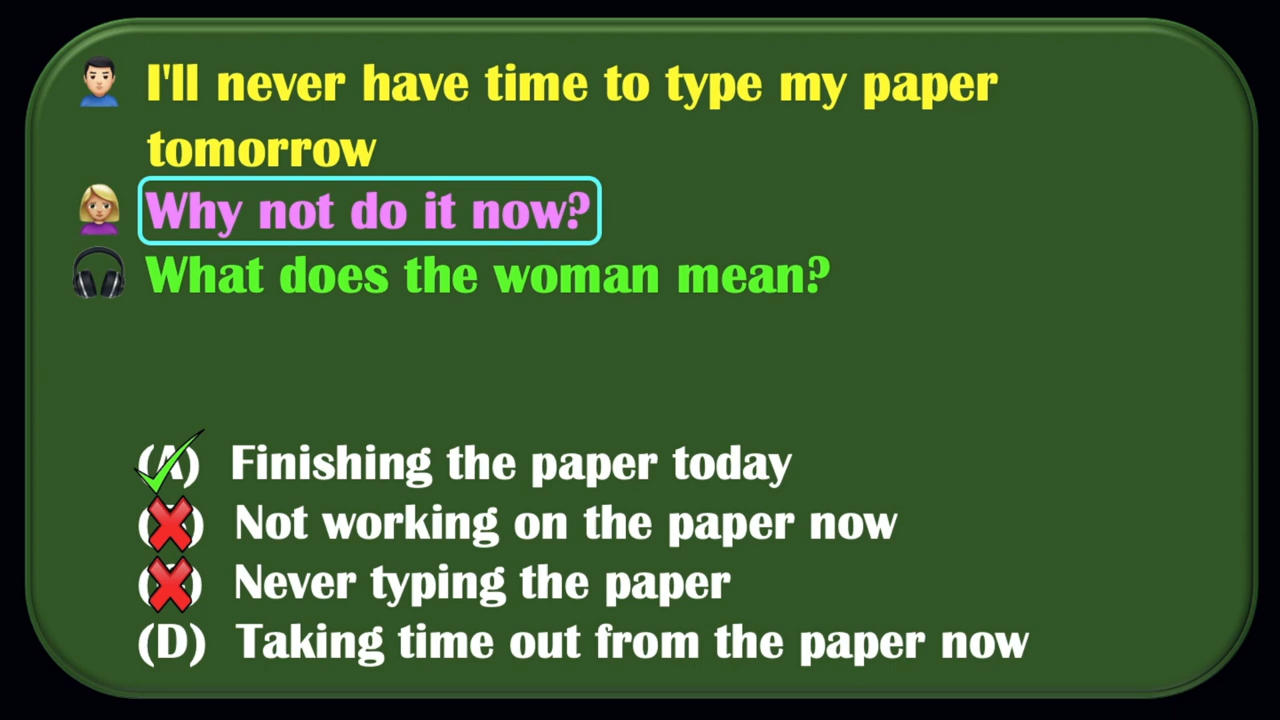 I'll never have time to type my paper
tomorrow
Why not do it now?
What does the woman mean?
(A) Finishing the paper today
( ) Not working on the paper now
( ) Never typing the paper
(D) Taking time out from the paper now